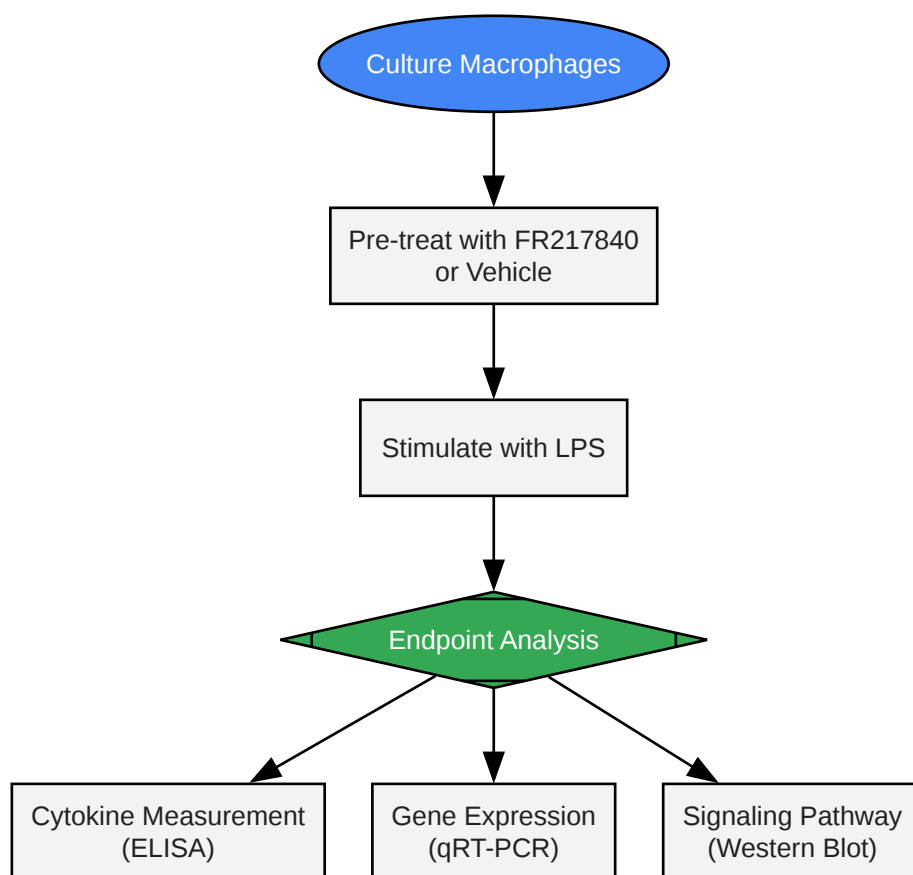 Culture Macrophages
Pre-treat with FR217840
or Vehicle
Stimulate with LPS
Endpoint Analysis
Cytokine Measurement
(ELISA)
Gene Expression
(qRT-PCR)
Signaling Pathway
(Western Blot)